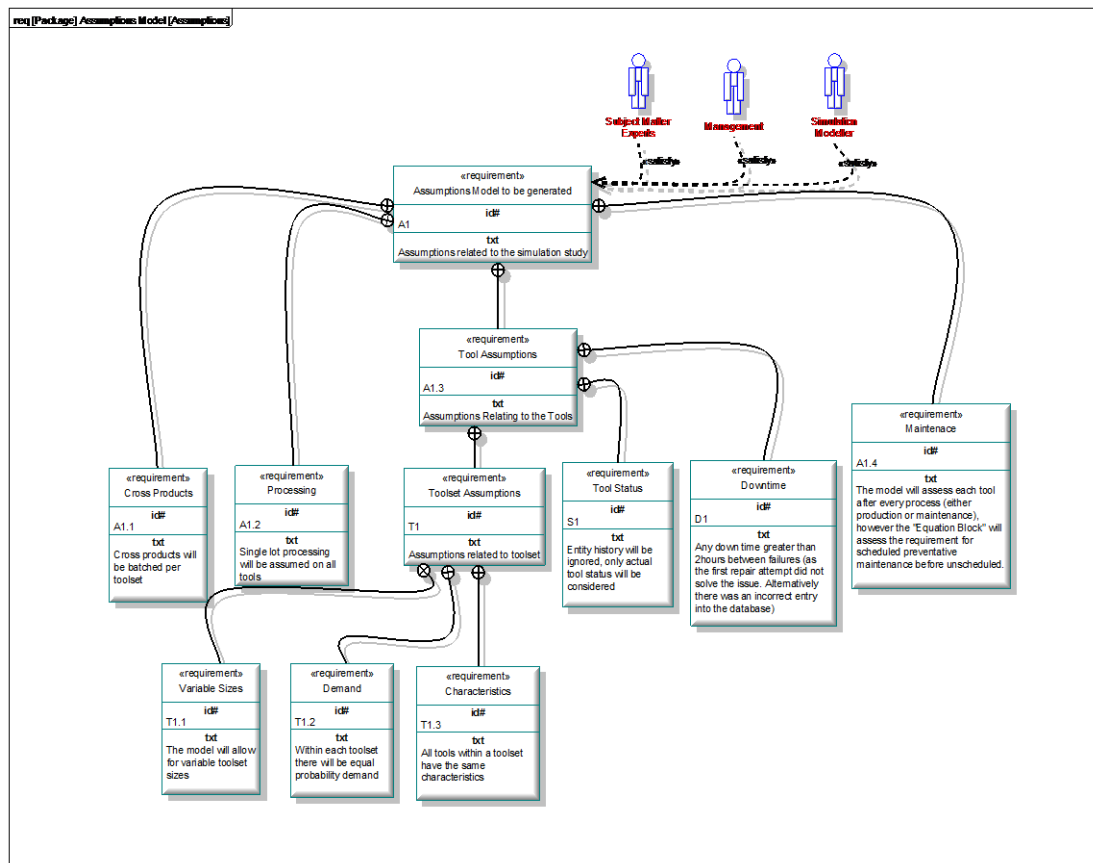 req [Package] Assumptions Model [Assumptions]
Subject Matter
Experts
Management
Simulation
Modeller
«satisfy»
«satisfy»
«satisfy»
«requirement»
Assumptions Model to be generated
id#
A1
txt
Assumptions related to the simulation study
«requirement»
Tool Assumptions
id#
A1.3
txt
Assumptions Relating to the Tools
«requirement»
Maintenace
id#
A1.4
txt
The model will assess each tool
after every process (either
production or maintenance),
however the "Equation Block" will
assess the requirement for
scheduled preventative
maintenance before unscheduled.
«requirement»
Cross Products
id#
A1.1
txt
Cross products will
be batched per
toolset
«requirement»
Processing
id#
A1.2
txt
Single lot processing
will be assumed on all
tools
«requirement»
Toolset Assumptions
id#
T1
txt
Assumptions related to toolset
«requirement»
Tool Status
id#
S1
txt
Entity history will be
ignored, only actual
tool status will be
considered
«requirement»
Downtime
id#
D1
txt
Any down time greater than
2hours between failures (as
the first repair attempt did not
solve the issue. Alternatively
there was an incorrect entry
into the database)
«requirement»
Variable Sizes
id#
T1.1
txt
The model will allow
for variable toolset
sizes
«requirement»
Demand
id#
T1.2
txt
Within each toolset
there will be equal
probability demand
«requirement»
Characteristics
id#
T1.3
txt
All tools within a toolset
have the same
characteristics